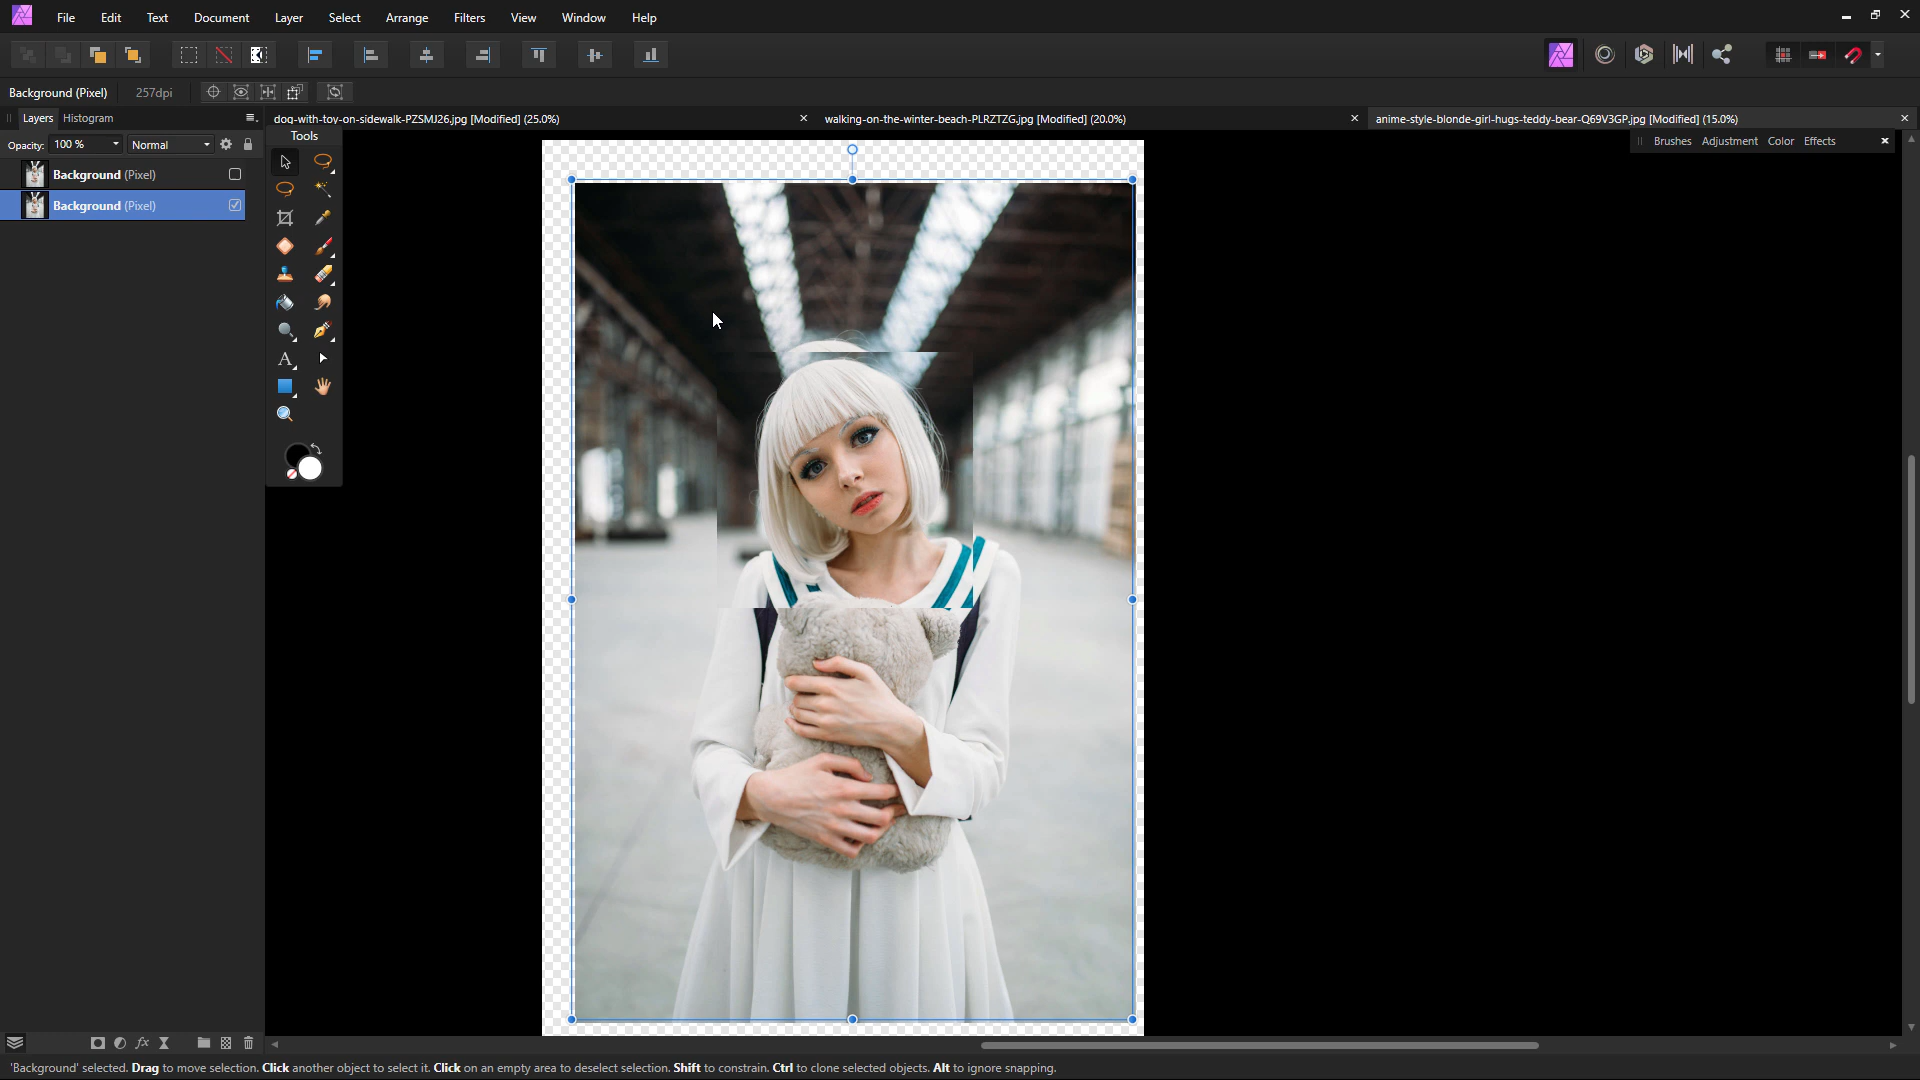 File Edit Text Document Layer Select Arrange Filters View Window Help
Background (Pixel) 257dpi
Layers Histogram
dog-with-toy-on-sidewalk-PZSMJ26.jpg [Modified] (25.0%)
walking-on-the-winter-beach-PLRZTZG.jpg [Modified] (20.0%)
anime-style-blonde-girl-hugs-teddy-bear-Q69V3GP.jpg [Modified] (15.0%)
Tools
Brushes Adjustment Color Effects
Opacity: 100 % Normal
Background (Pixel)
Background (Pixel)
'Background' selected. Drag to move selection. Click another object to select it. Click on an empty area to deselect selection. Shift to constrain. Ctrl to clone selected objects. Alt to ignore snapping.